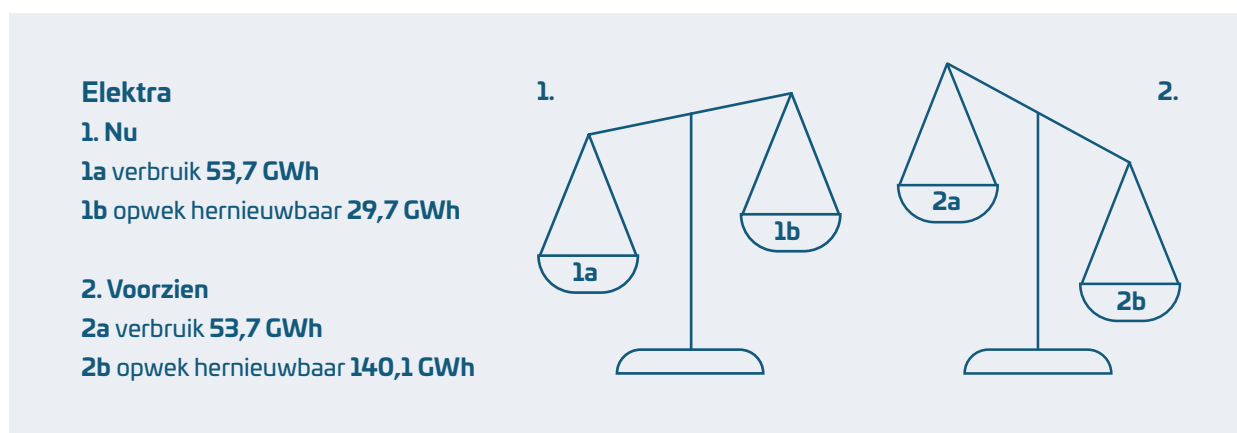 Elektra
1. Nu
1a verbruik 53,7 GWh
1b opwek hernieuwbaar 29,7 GWh
2. Voorzien
2a verbruik 53,7 GWh
2b opwek hernieuwbaar 140,1 GWh
1.
1a
1b
2.
2a
2b